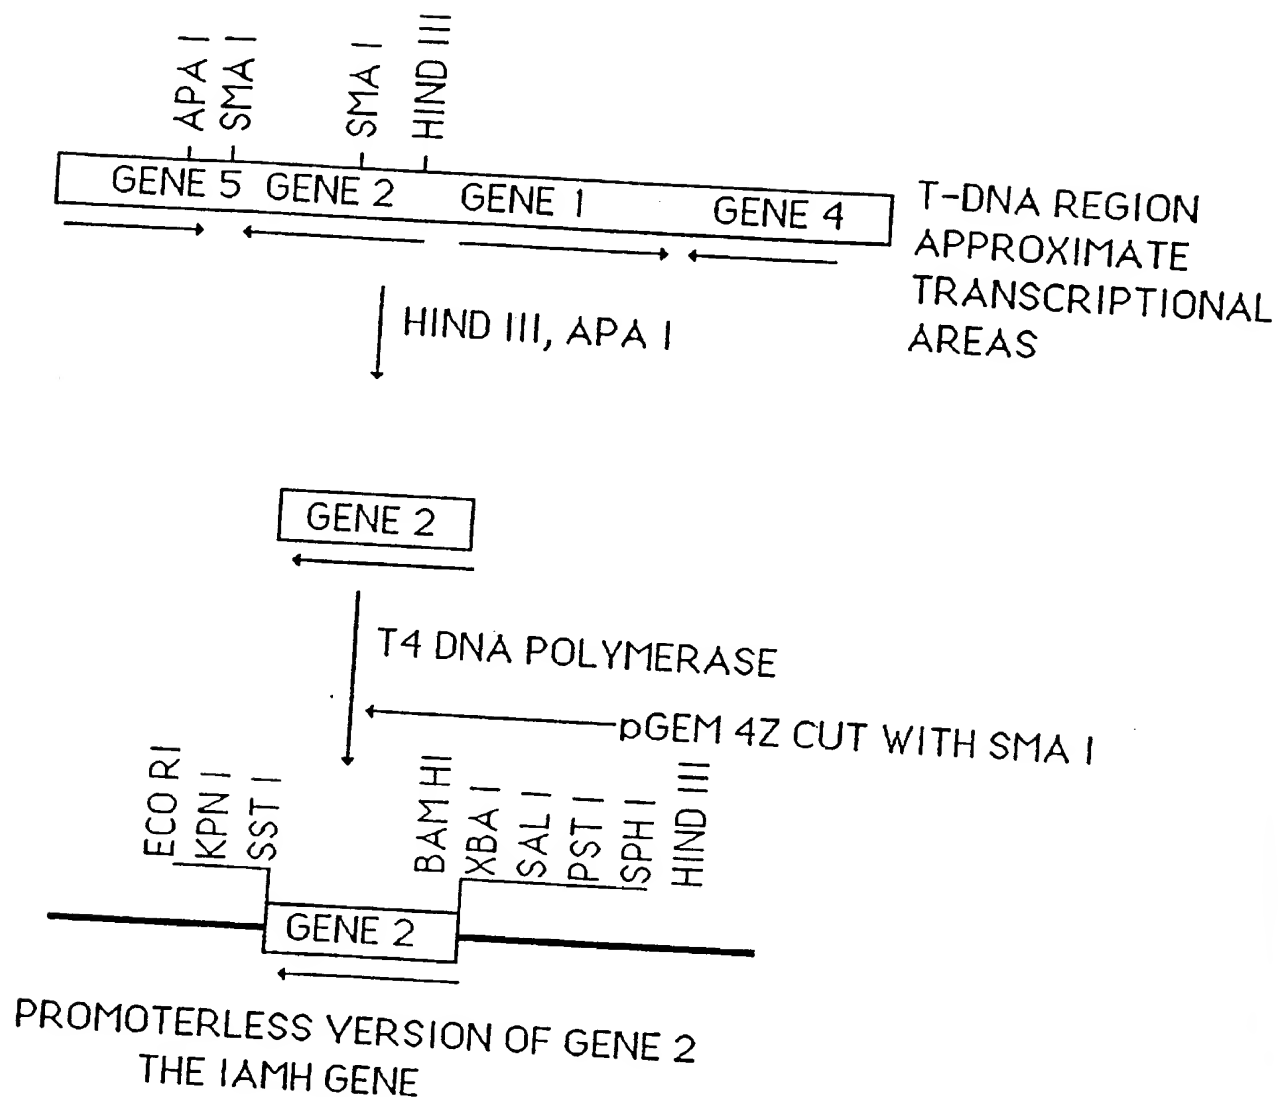 APA I
SMA I
SMA I
HIND III
GENE 5
GENE 2
GENE 1
GENE 4
T-DNA REGION
APPROXIMATE
TRANSCRIPTIONAL
AREAS
HIND III, APA I
GENE 2
T4 DNA POLYMERASE
pGEM 4Z CUT WITH SMA I
ECO RI
KPN I
SST I
BAM HI
XBA I
SAL I
PST I
SPH I
HIND III
GENE 2
PROMOTERLESS VERSION OF GENE 2
THE IAMH GENE